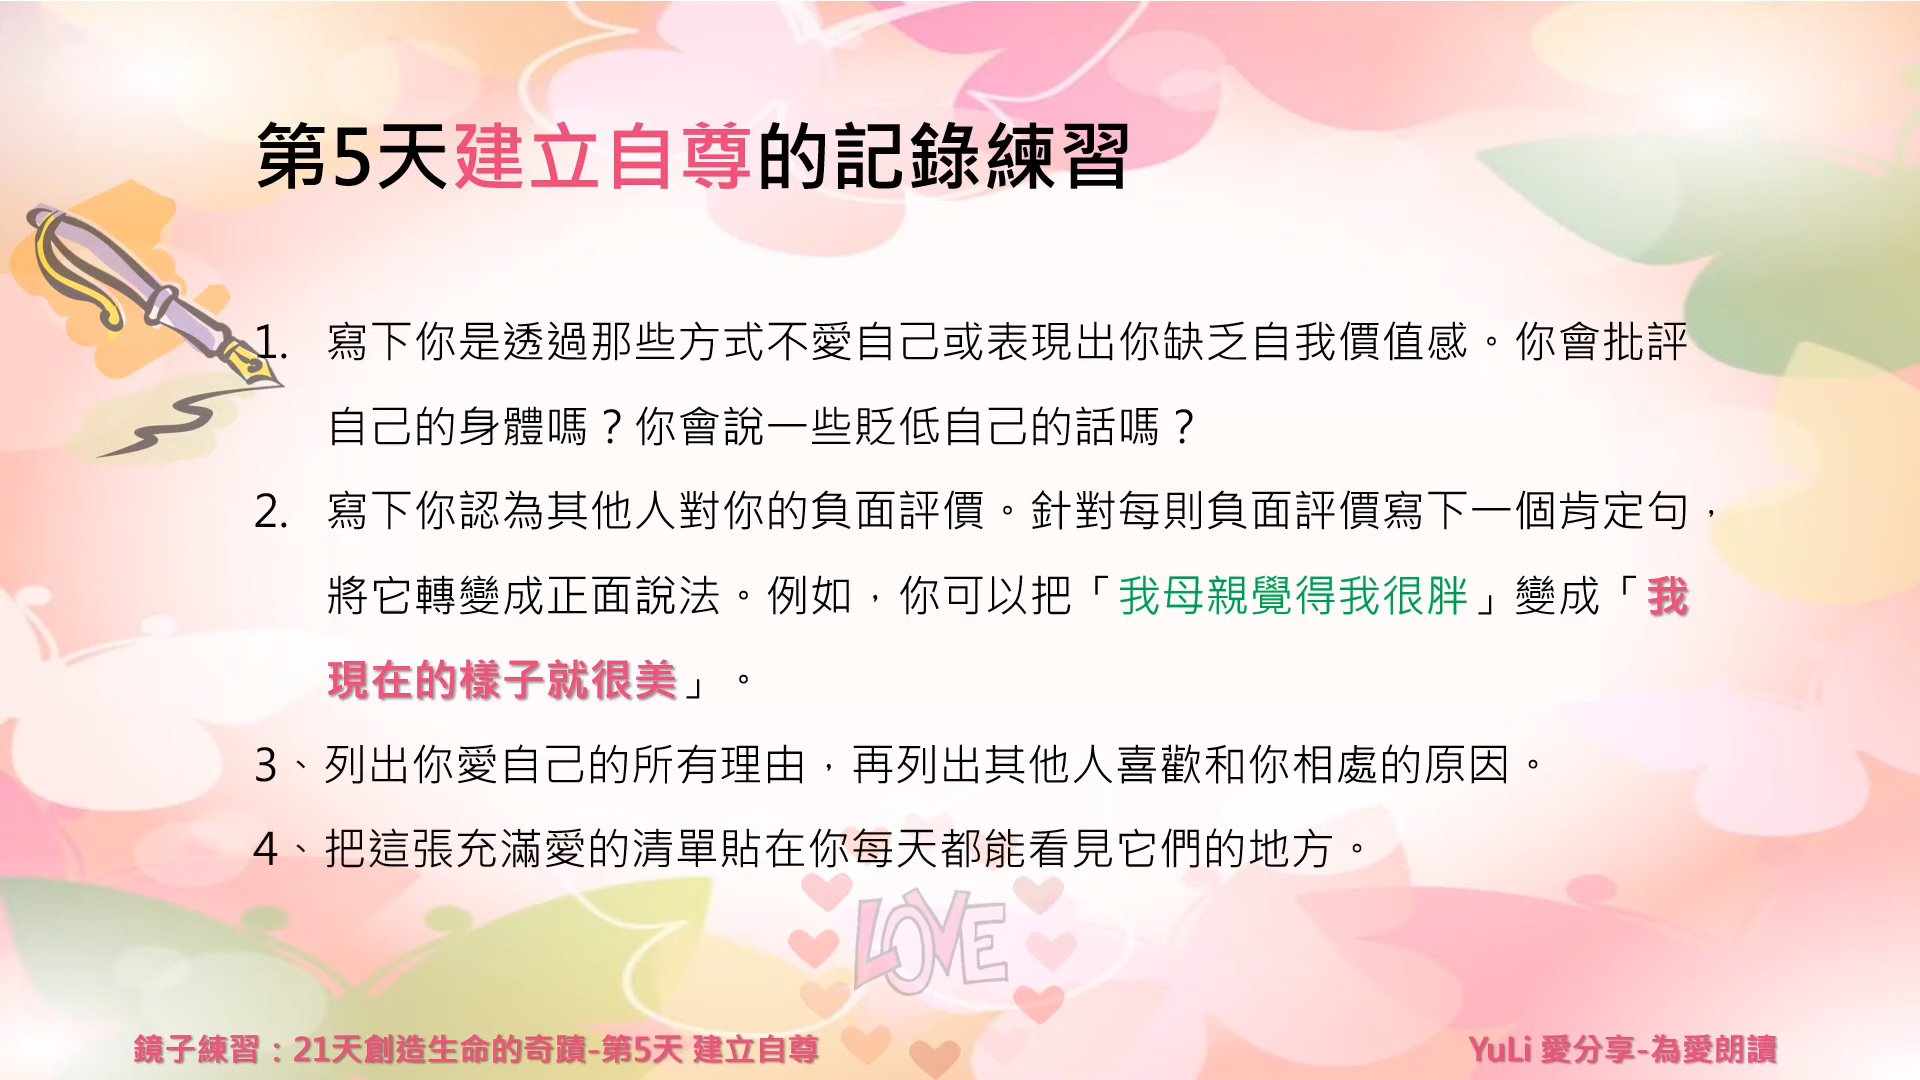 第5天建立自尊的記錄練習
1. 寫下你是透過那些方式不愛自己或表現出你缺乏自我價值感。你會批評
自己的身體嗎？你會說一些貶低自己的話嗎？
2. 寫下你認為其他人對你的負面評價。針對每則負面評價寫下一個肯定句，
將它轉變成正面說法。例如，你可以把「我母親覺得我很胖」變成「我
現在的樣子就很美」。
3、列出你愛自己的所有理由，再列出其他人喜歡和你相處的原因。
4、把這張充滿愛的清單貼在你每天都能看見它們的地方。
LOVE
鏡子練習：21天創造生命的奇蹟-第5天 建立自尊
YuLi 愛分享-為愛朗讀